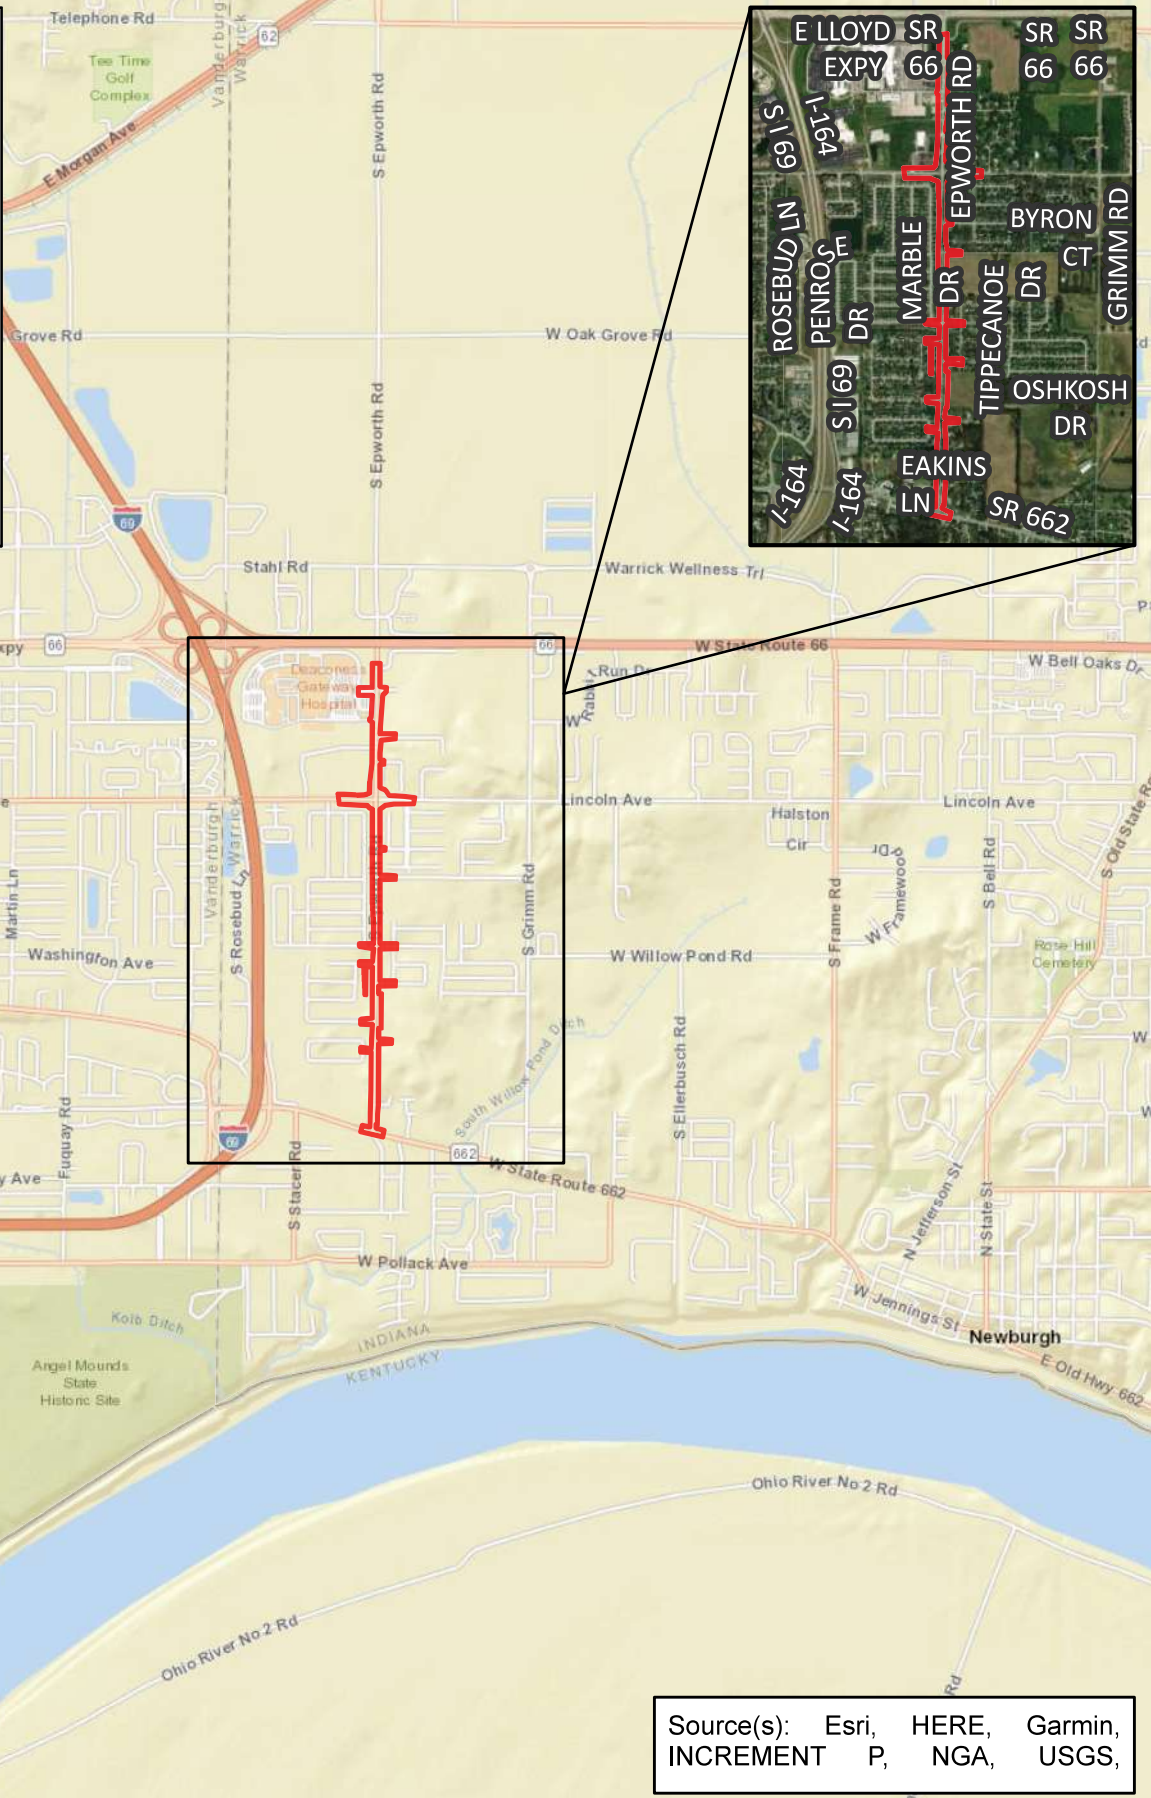 Telephone Rd
62
Vanderburg
Warrick
Tee Time
Golf
Complex
E Morgan Ave
S Epworth Rd
Grove Rd
W Oak Grove Rd
S Epworth Rd
69
Stahl Rd
Warrick Wellness Trl
66
66
W State Route 66
W Bell Oaks Dr
Deaconess
Gateway
Hospital
Run Dr
Rabbi
W
Lincoln Ave
Lincoln Ave
Halston
Cir
Vanderburgh
Warrick
S Rosebud Ln
Martin Ln
Washington Ave
S Grimm Rd
W Willow Pond Rd
S Frame Rd
W Framewood
Dr
S Bell Rd
S Old State R
Rose Hill
Cemetery
S Ellerbusch Rd
South Willow Pond Ditch
W
W
Fuquay Rd
69
S Stacer Rd
662
W State Route 662
y Ave
W Pollack Ave
N Jefferson St
N State St
W Jennings St
Newburgh
E Old Hwy 662
Kolb Ditch
INDIANA
KENTUCKY
Angel Mounds
State
Historic Site
Ohio River No 2 Rd
Ohio River No 2 Rd
Rd
E LLOYD
EXPY
SR
66
SR
66
SR
66
S I 69
I-164
EPWORTH RD
ROSEBUD LN
PENROSE
DR
MARBLE
DR
BYRON
CT
GRIMM RD
TIPPECANOE
DR
S I 69
OSHKOSH
DR
EAKINS
LN
I-164
I-164
SR 662
Source(s): Esri, HERE, Garmin,
INCREMENT P, NGA, USGS,